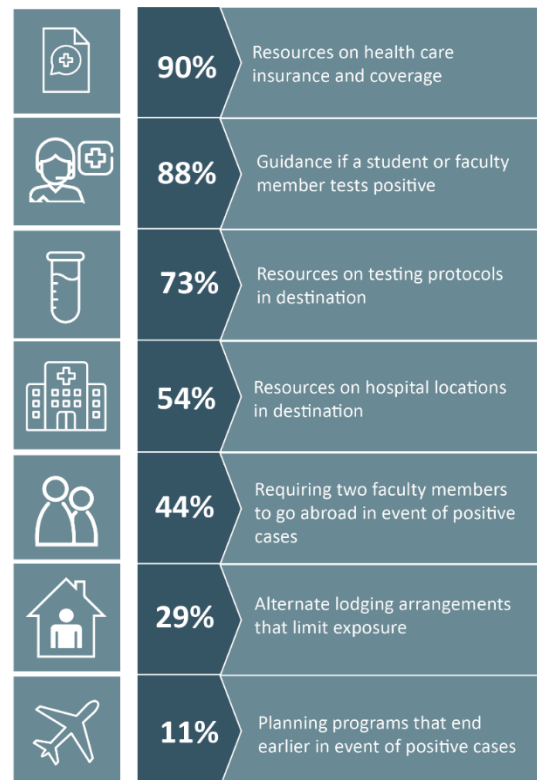 90%
Resources on health care
insurance and coverage
88%
Guidance if a student or faculty
member tests positive
73%
Resources on testing protocols
in destination
54%
Resources on hospital locations
in destination
44%
Requiring two faculty members
to go abroad in event of positive
cases
29%
Alternate lodging arrangements
that limit exposure
11%
Planning programs that end
earlier in event of positive cases